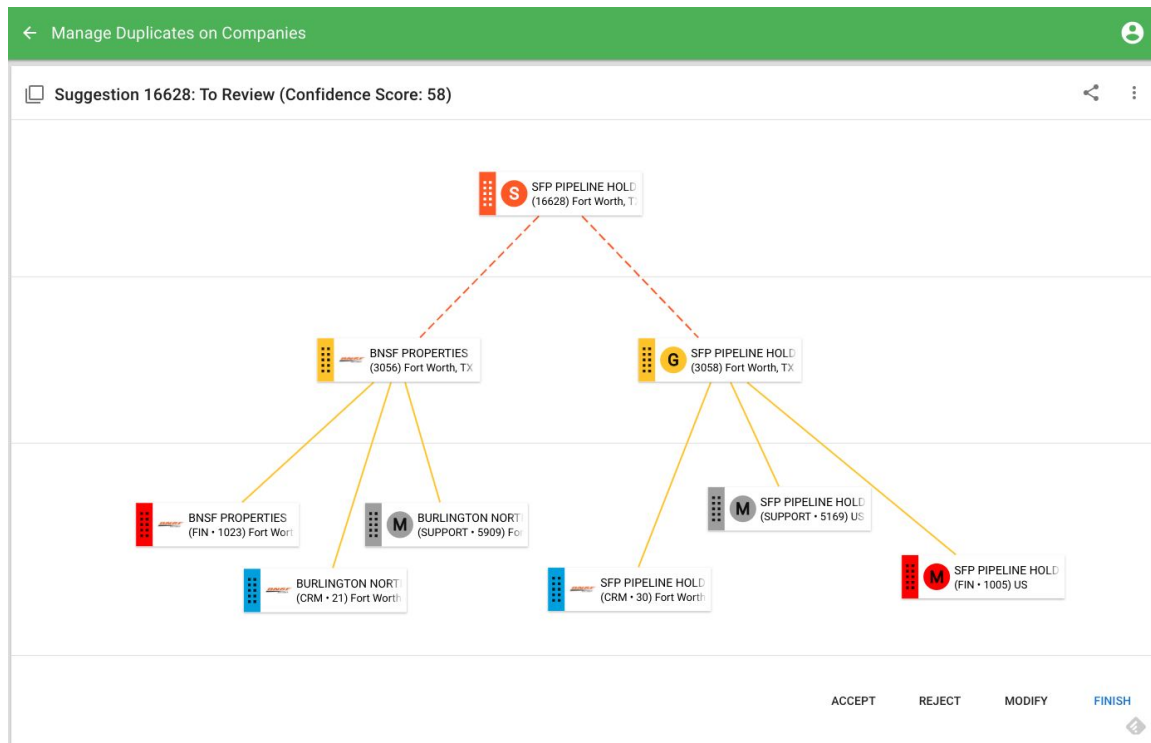 Manage Duplicates on Companies
Suggestion 16628: To Review (Confidence Score: 58)
S
SFP PIPELINE HOLD
(16628) Fort Worth, T
BNSF PROPERTIES
(3056) Fort Worth, TX
G
SFP PIPELINE HOLD
(3058) Fort Worth, TX
BNSF PROPERTIES
(FIN • 1023) Fort Wort
M
BURLINGTON NORT
(SUPPORT • 5909) For
M
SFP PIPELINE HOLD
(SUPPORT • 5169) US
BURLINGTON NORT
(CRM • 21) Fort Worth
SFP PIPELINE HOLD
(CRM • 30) Fort Worth
M
SFP PIPELINE HOLD
(FIN • 1005) US
ACCEPT REJECT MODIFY FINISH